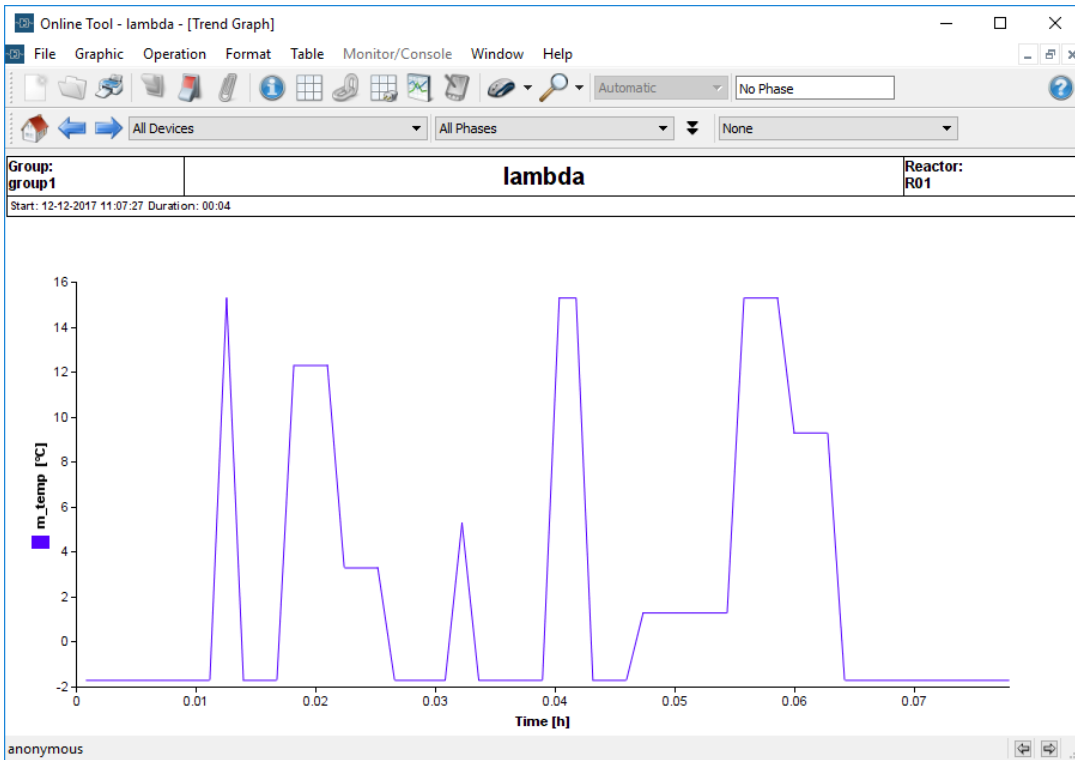 Online Tool - lambda - [Trend Graph]
File Graphic Operation Format Table Monitor/Console Window Help
Automatic No Phase
All Devices All Phases None
Group:
group1
lambda
Reactor:
R01
Start: 12-12-2017 11:07:27 Duration: 00:04
16
14
12
10
8
6
4
2
0
-2
m_temp [°C]
0 0.01 0.02 0.03 0.04 0.05 0.06 0.07
Time [h]
anonymous